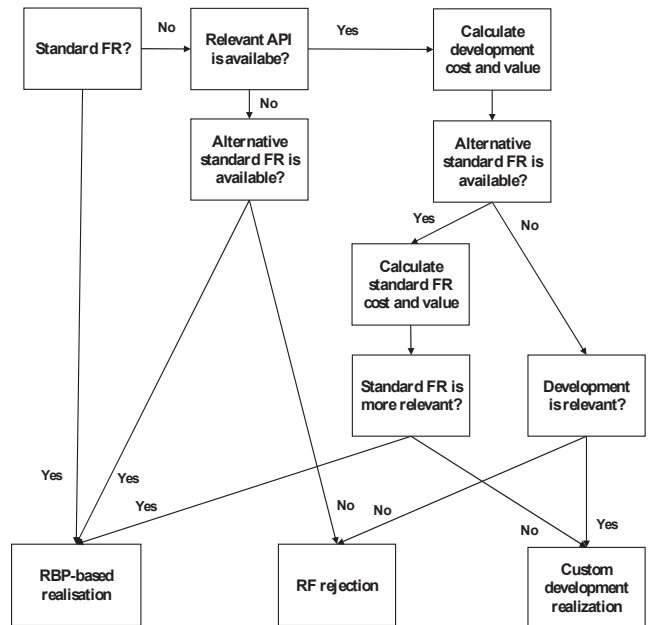 No
Yes
Standard FR?
Relevant API
is availabe?
Calculate
development
cost and value
No
Alternative
standard FR is
available?
Alternative
standard FR is
available?
Yes
No
Calculate
standard FR
cost and value
Standard FR is
more relevant?
Development
is relevant?
Yes
Yes
Yes
No
No
No
Yes
RBP-based
realisation
RF rejection
Custom
development
realization